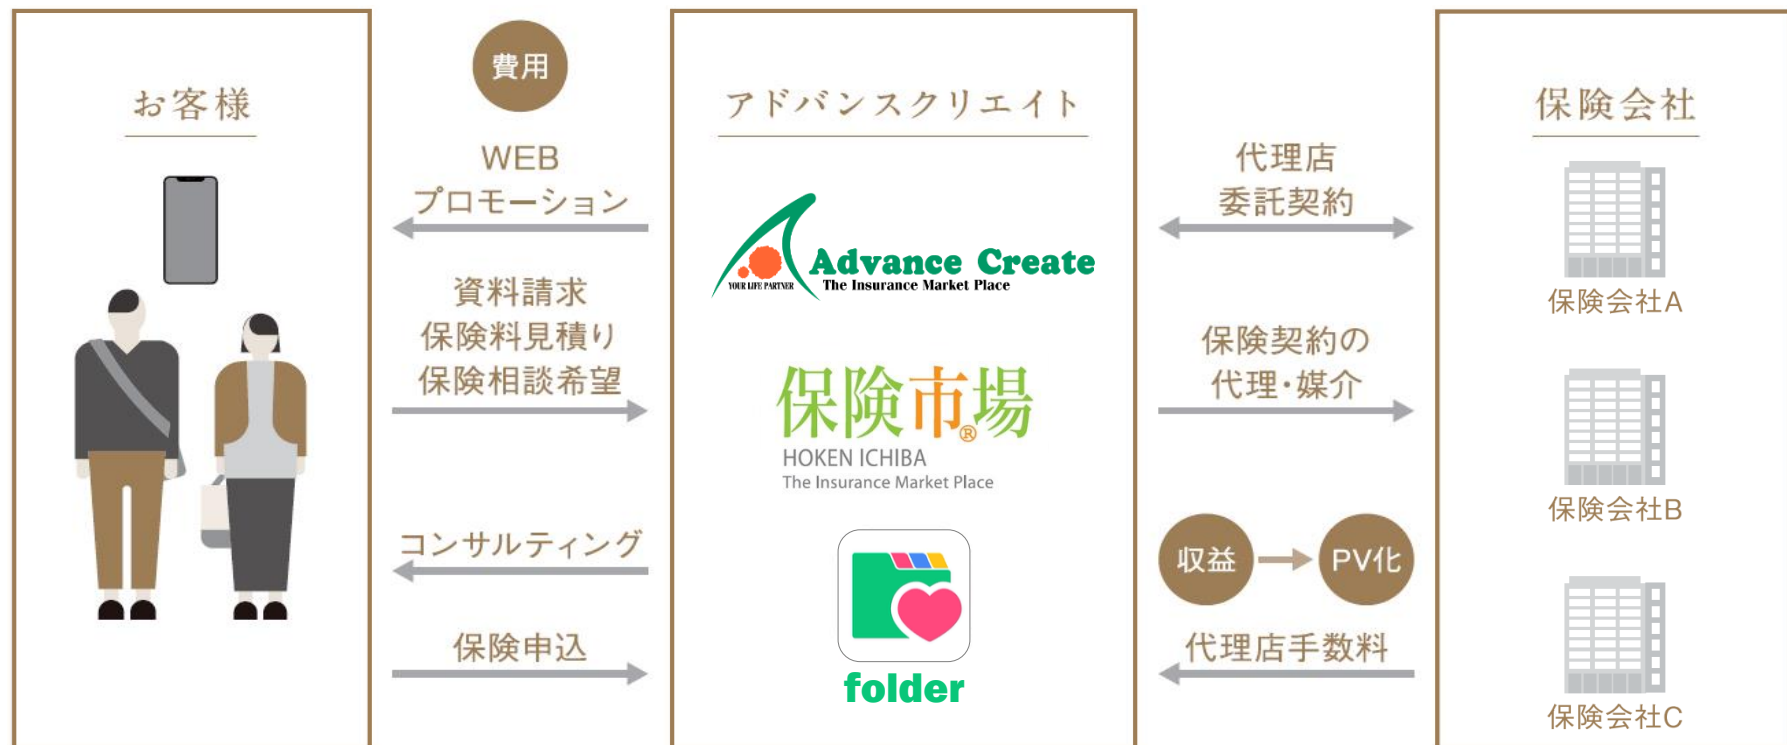 お客様
費用
WEB
プロモーション
資料請求
保険料見積り
保険相談希望
コンサルティング
保険申込
アドバンスクリエイト
Advance Create
YOUR LIFE PARTNER
The Insurance Market Place
保険市場®
HOKEN ICHIBA
The Insurance Market Place
folder
代理店
委託契約
保険契約の
代理・媒介
収益
PV化
代理店手数料
保険会社
保険会社A
保険会社B
保険会社C